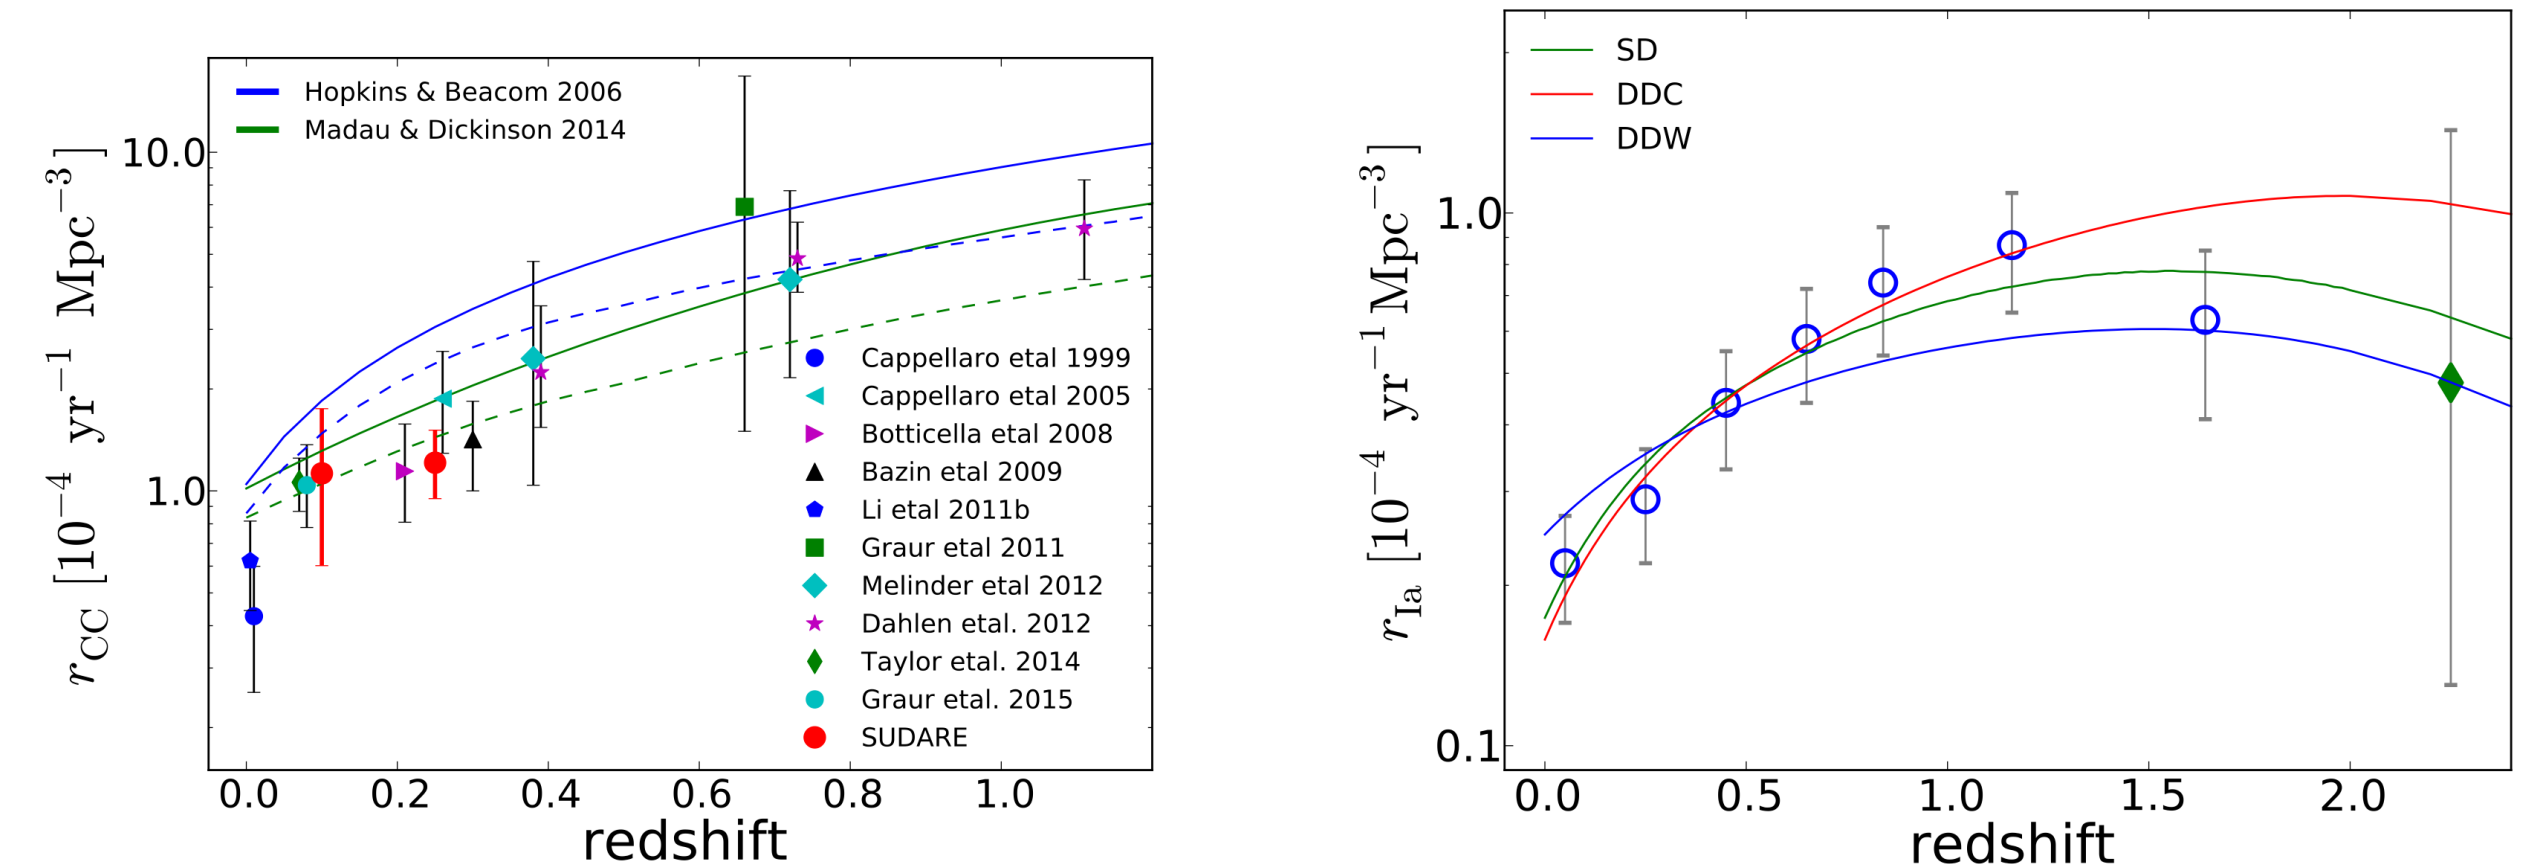 Hopkins & Beacom 2006
Madau & Dickinson 2014
10.0
1.0
r_CC [10^−4 yr^−1 Mpc^−3]
Cappellaro etal 1999
Cappellaro etal 2005
Botticella etal 2008
Bazin etal 2009
Li etal 2011b
Graur etal 2011
Melinder etal 2012
Dahlen etal. 2012
Taylor etal. 2014
Graur etal. 2015
SUDARE
0.0 0.2 0.4 0.6 0.8 1.0
redshift
SD
DDC
DDW
1.0
0.1
r_Ia [10^−4 yr^−1 Mpc^−3]
0.0 0.5 1.0 1.5 2.0
redshift